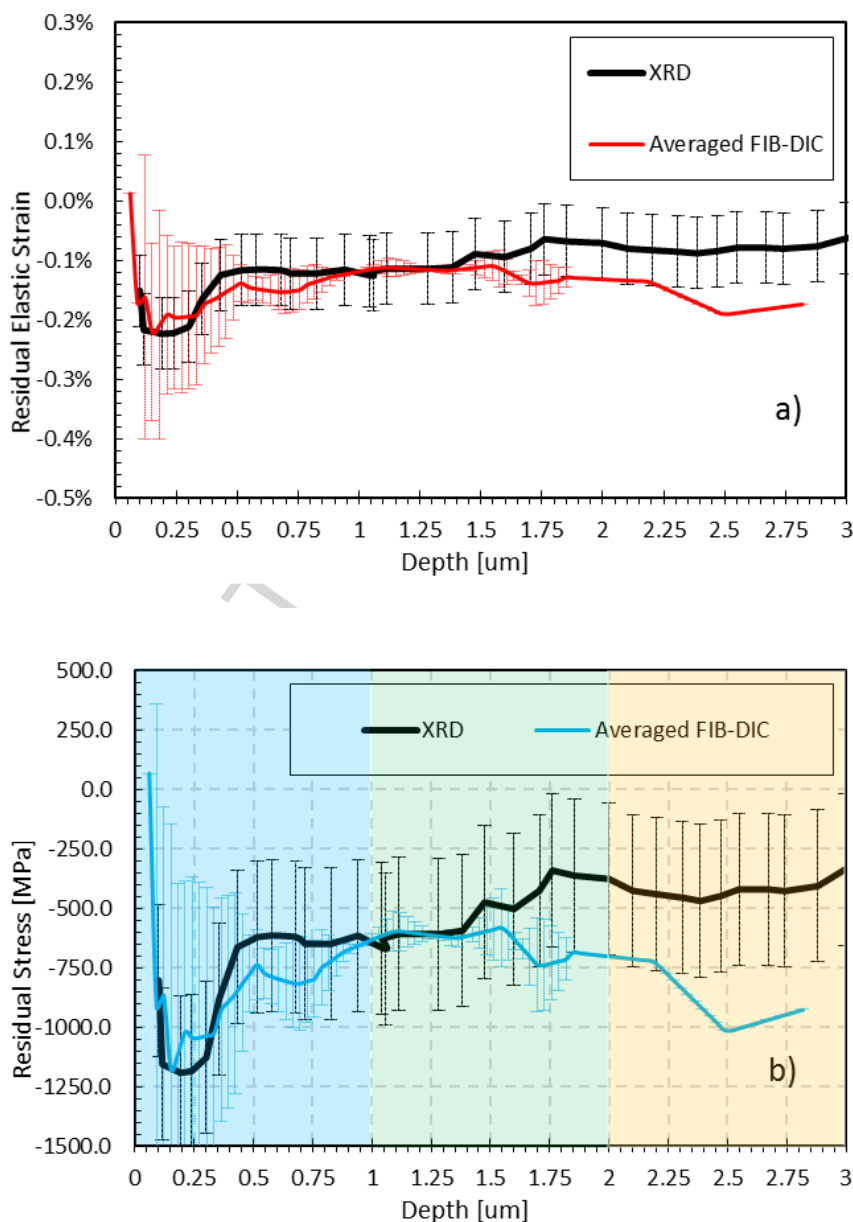 0.3%
0.2%
0.1%
0.0%
-0.1%
-0.2%
-0.3%
-0.4%
-0.5%
Residual Elastic Strain
XRD
Averaged FIB-DIC
a)
0 0.25 0.5 0.75 1 1.25 1.5 1.75 2 2.25 2.5 2.75 3
Depth [um]
500.0
250.0
0.0
-250.0
-500.0
-750.0
-1000.0
-1250.0
-1500.0
Residual Stress [MPa]
XRD Averaged FIB-DIC
b)
0 0.25 0.5 0.75 1 1.25 1.5 1.75 2 2.25 2.5 2.75 3
Depth [um]